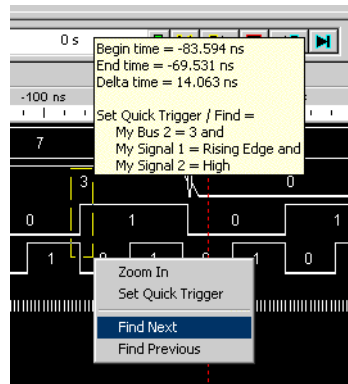 0 s
Begin time = -83.594 ns
End time = -69.531 ns
Delta time = 14.063 ns
Set Quick Trigger / Find =
My Bus 2 = 3 and
My Signal 1 = Rising Edge and
My Signal 2 = High
-100 ns
7
3
0
0 1 0 1
1 0 1 0 1 0
Zoom In
Set Quick Trigger
Find Next
Find Previous